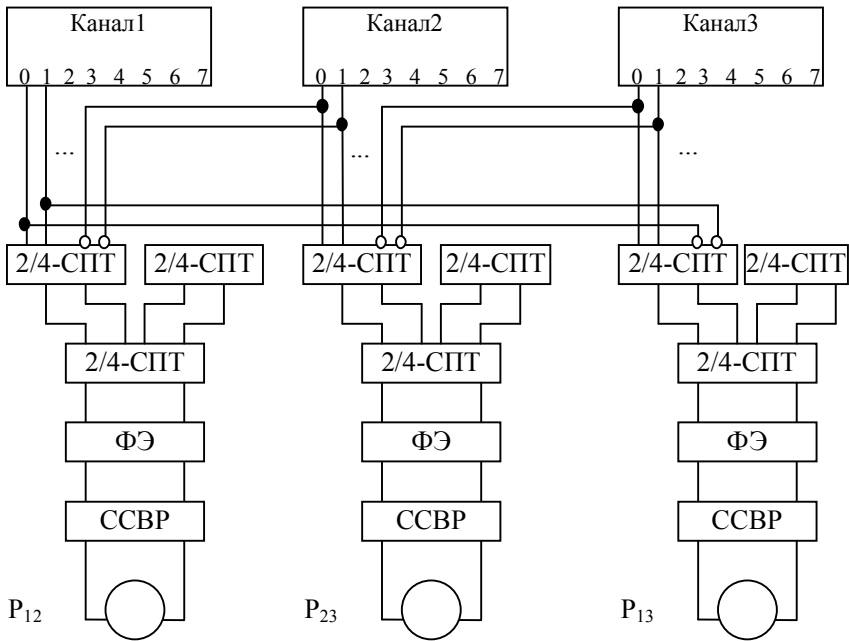 Канал1 Канал2 Канал3
0 1 2 3 4 5 6 7 0 1 2 3 4 5 6 7 0 1 2 3 4 5 6 7
... ... ...
2/4-СПТ 2/4-СПТ 2/4-СПТ 2/4-СПТ 2/4-СПТ 2/4-СПТ
2/4-СПТ 2/4-СПТ 2/4-СПТ
ФЭ ФЭ ФЭ
ССВР ССВР ССВР
Р₁₂ Р₂₃ Р₁₃